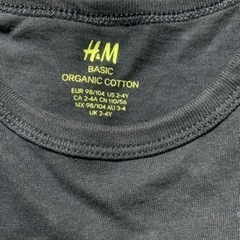 H&M
BASIC
ORGANIC COTTON
EUR 98/104 US 2-4Y
CA 2-4A CN 110/56
MX 98/104 AU 3-4
UK 2-4Y